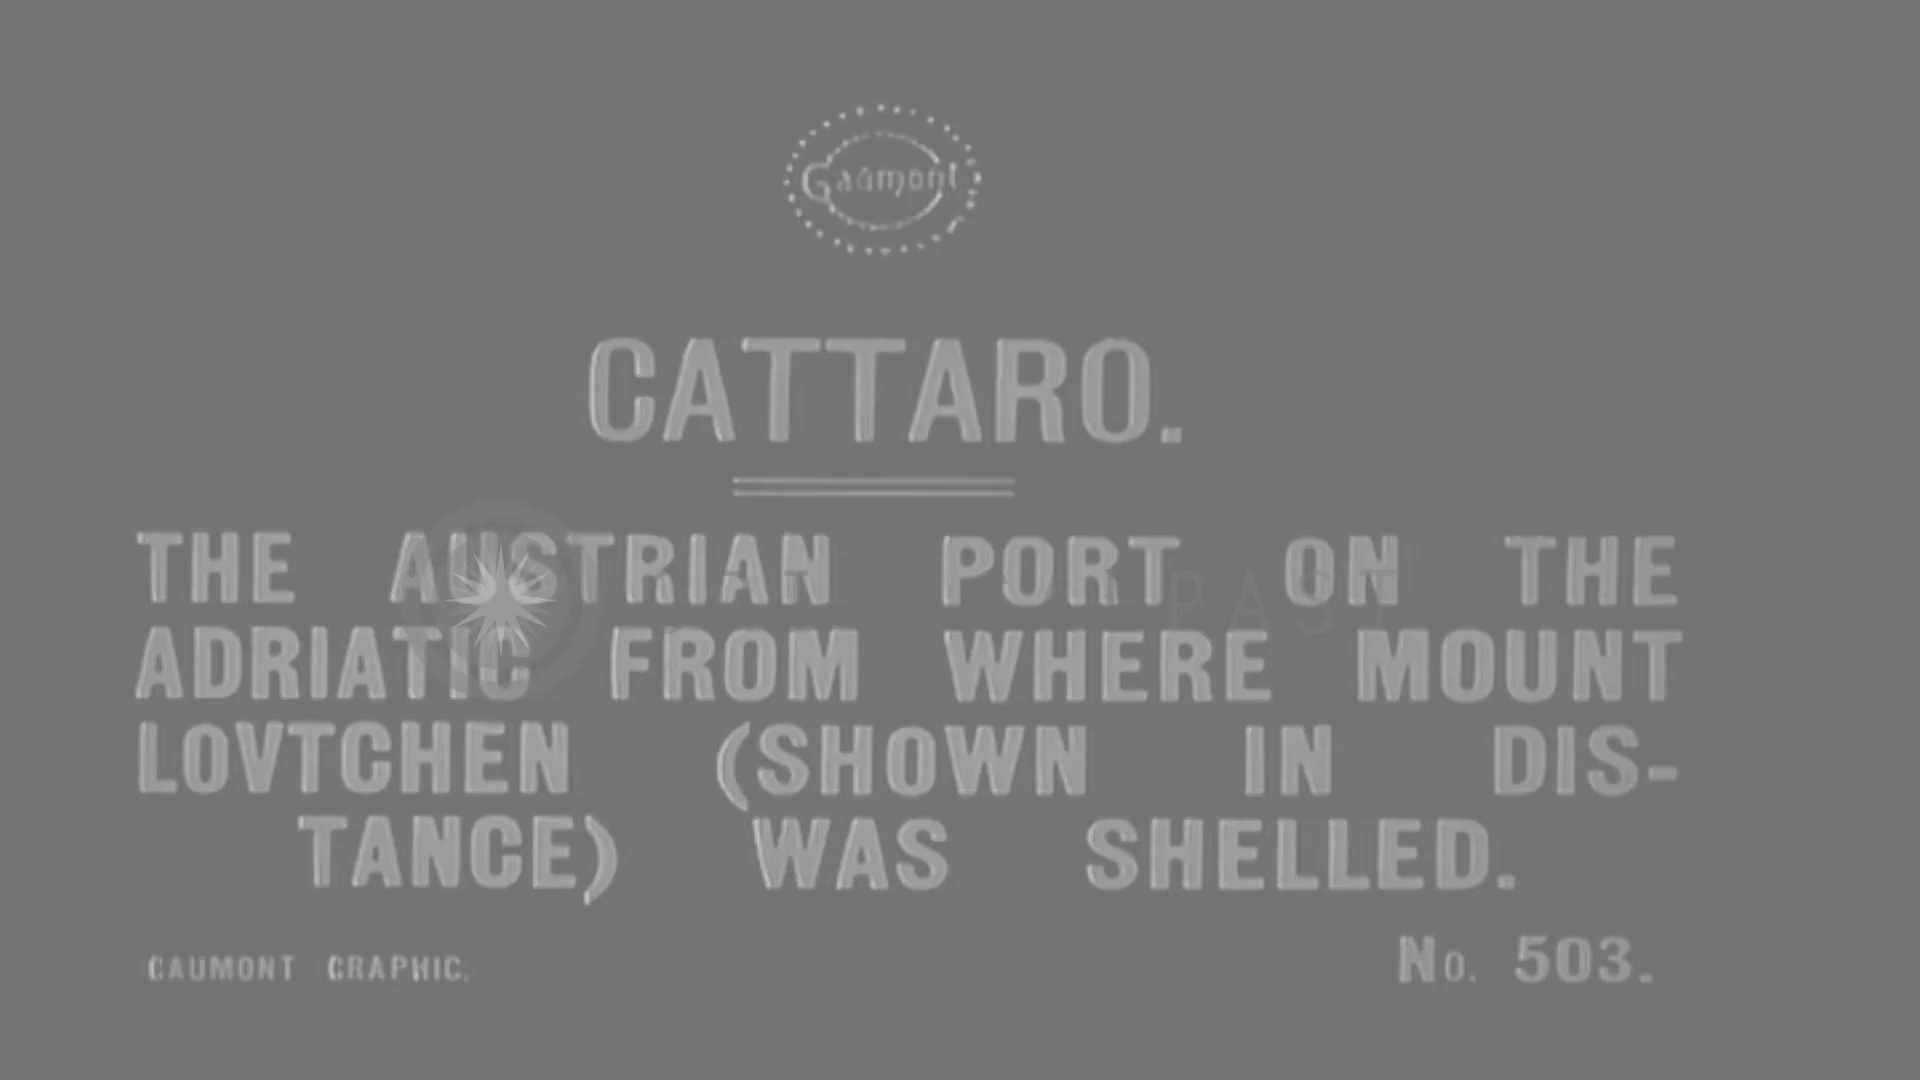 Gaumont
CATTARO.
THE AUSTRIAN PORT ON THE
ADRIATIC FROM WHERE MOUNT
LOVTCHEN (SHOWN IN DIS-
TANCE) WAS SHELLED.
GAUMONT GRAPHIC. No. 503.
PAST